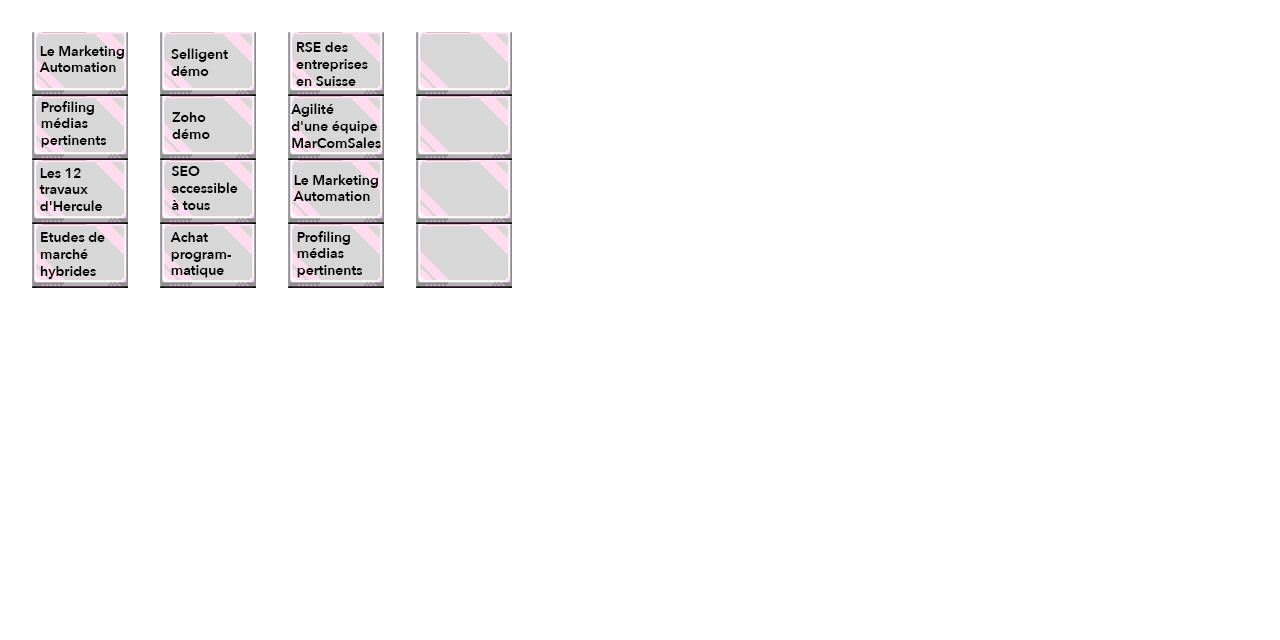 Le Marketing
Automation
Profiling
médias
pertinents
Les 12
travaux
d'Hercule
Etudes de
marché
hybrides
Selligent
démo
Zoho
démo
SEO
accessible
à tous
Achat
program-
matique
RSE des
entreprises
en Suisse
Agilité
d'une équipe
MarComSales
Le Marketing
Automation
Profiling
médias
pertinents